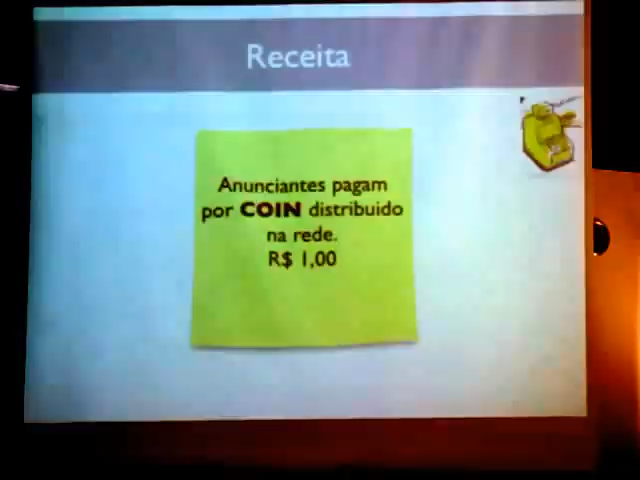 Receita
Anunciantes pagam
por COIN distribuido
na rede.
R$ 1,00